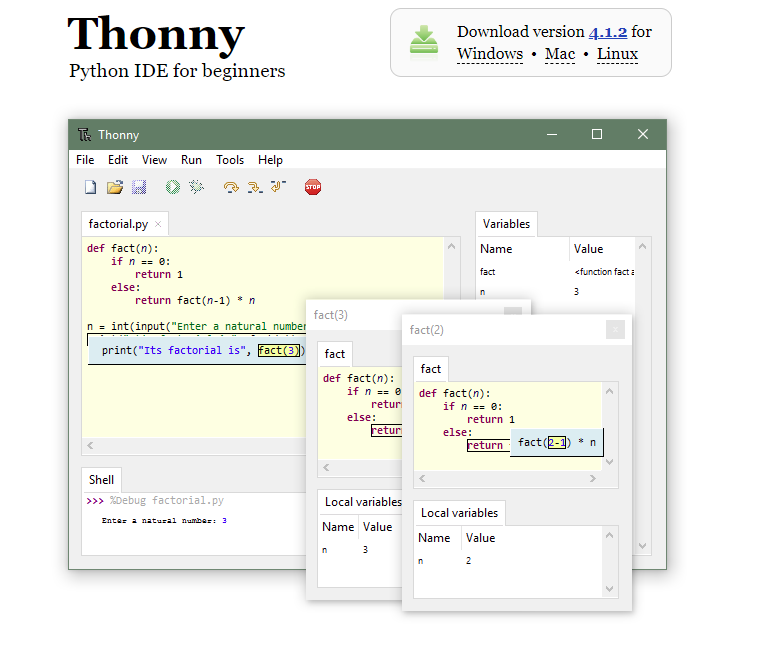 Thonny
Python IDE for beginners
Download version 4.1.2 for
Windows • Mac • Linux
Thonny
File Edit View Run Tools Help
STOP
factorial.py
def fact(n):
if n == 0:
return 1
else:
return fact(n-1) * n
n = int(input("Enter a natural number
print("Its factorial is", fact(3))
Variables
Name Value
fact <function fact a
n 3
Shell
>>> %Debug factorial.py
Enter a natural number: 3
fact(3)
fact
def fact(n):
if n == 0
retur
else:
retur
Local variables
Name Value
n 3
fact(2)
fact
def fact(n):
if n == 0:
return 1
else:
return
fact(2-1) * n
Local variables
Name Value
n 2